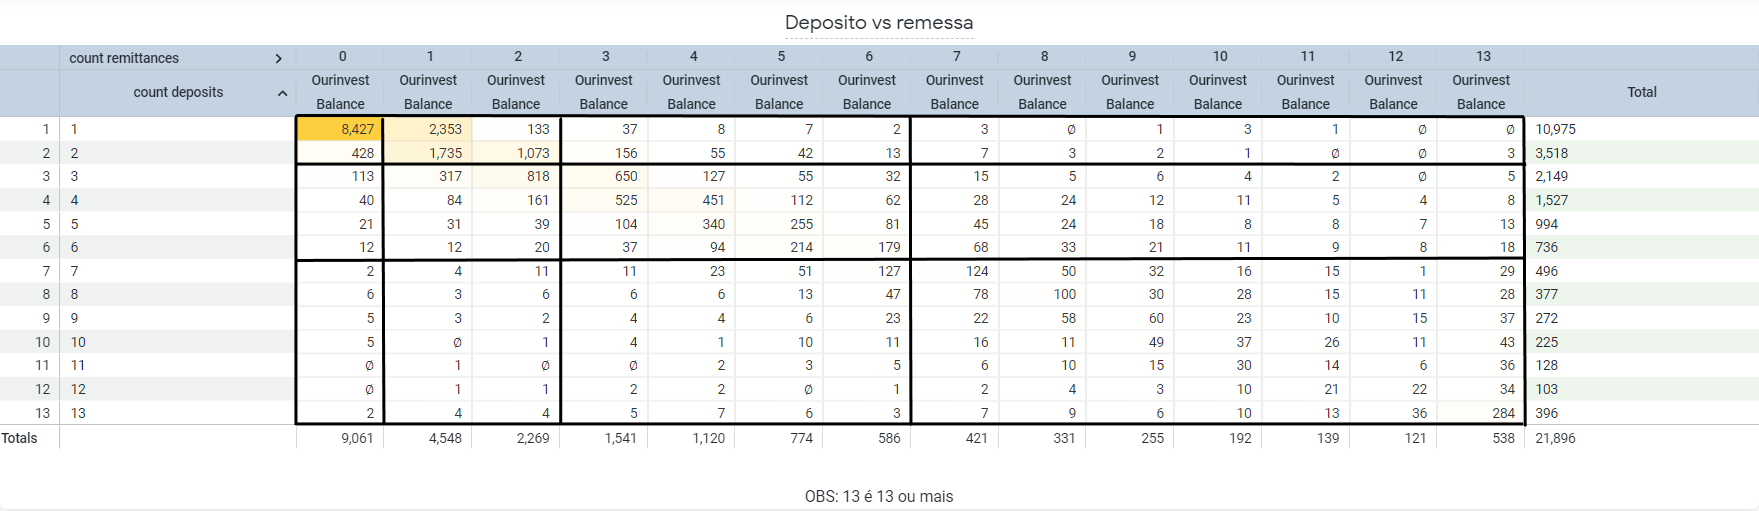 Deposito vs remessa
count remittances > 0 1 2 3 4 5 6 7 8 9 10 11 12 13
count deposits Ourinvest Balance Ourinvest Balance Ourinvest Balance Ourinvest Balance Ourinvest Balance Ourinvest Balance Ourinvest Balance Ourinvest Balance Ourinvest Balance Ourinvest Balance Ourinvest Balance Ourinvest Balance Ourinvest Balance Ourinvest Balance Total
1 1 8,427 2,353 133 37 8 7 2 3 Ø 1 3 1 Ø Ø 10,975
2 2 428 1,735 1,073 156 55 42 13 7 3 2 1 Ø Ø 3 3,518
3 3 113 317 818 650 127 55 32 15 5 6 4 2 Ø 5 2,149
4 4 40 84 161 525 451 112 62 28 24 12 11 5 4 8 1,527
5 5 21 31 39 104 340 255 81 45 24 18 8 8 7 13 994
6 6 12 12 20 37 94 214 179 68 33 21 11 9 8 18 736
7 7 2 4 11 11 23 51 127 124 50 32 16 15 1 29 496
8 8 6 3 6 6 6 13 47 78 100 30 28 15 11 28 377
9 9 5 3 2 4 4 6 23 22 58 60 23 10 15 37 272
10 10 5 Ø 1 4 1 10 11 16 11 49 37 26 11 43 225
11 11 Ø 1 Ø Ø 2 3 5 6 10 15 30 14 6 36 128
12 12 Ø 1 1 2 2 Ø 1 2 4 3 10 21 22 34 103
13 13 2 4 4 5 7 6 3 7 9 6 10 13 36 284 396
Totals 9,061 4,548 2,269 1,541 1,120 774 586 421 331 255 192 139 121 538 21,896
OBS: 13 é 13 ou mais